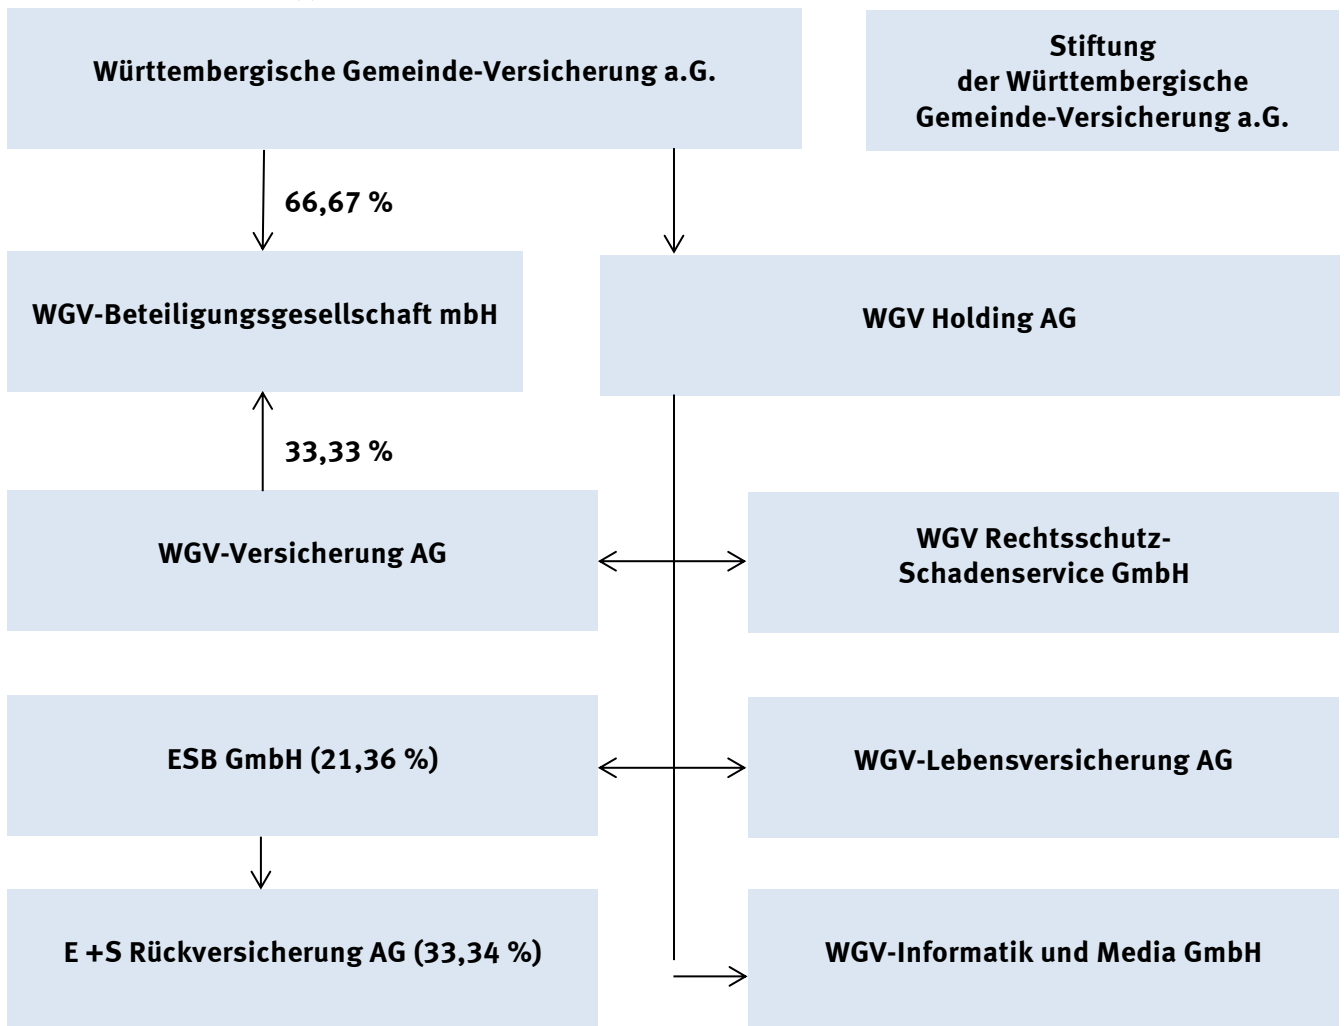 Württembergische Gemeinde-Versicherung a.G.
Stiftung
der Württembergische
Gemeinde-Versicherung a.G.
66,67 %
WGV-Beteiligungsgesellschaft mbH
WGV Holding AG
33,33 %
WGV-Versicherung AG
WGV Rechtsschutz-
Schadenservice GmbH
ESB GmbH (21,36 %)
WGV-Lebensversicherung AG
E +S Rückversicherung AG (33,34 %)
WGV-Informatik und Media GmbH